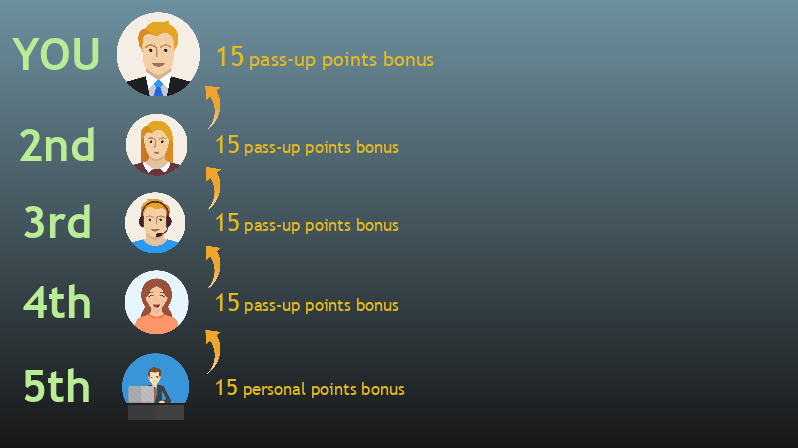 YOU 15 pass-up points bonus
2nd 15 pass-up points bonus
3rd 15 pass-up points bonus
4th 15 pass-up points bonus
5th 15 personal points bonus